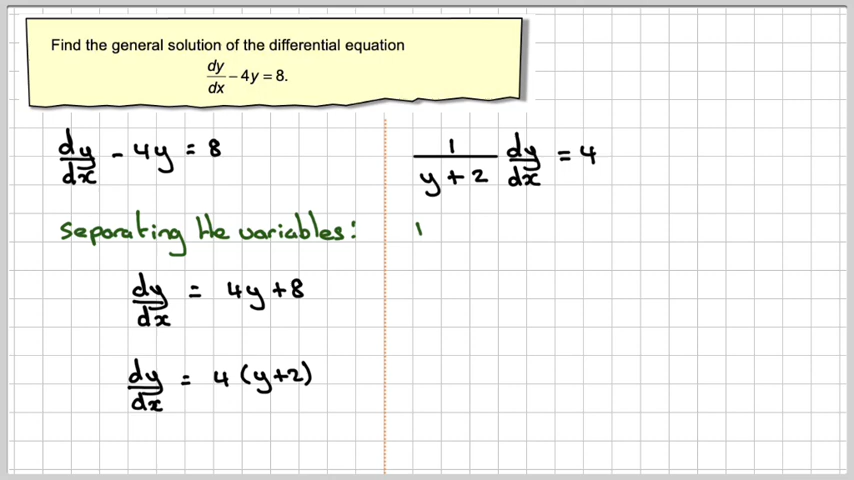 Find the general solution of the differential equation
dy/dx – 4y = 8.
dy/dx - 4y = 8
Separating the variables:
dy/dx = 4y + 8
dy/dx = 4 (y+2)
1/(y+2) dy/dx = 4